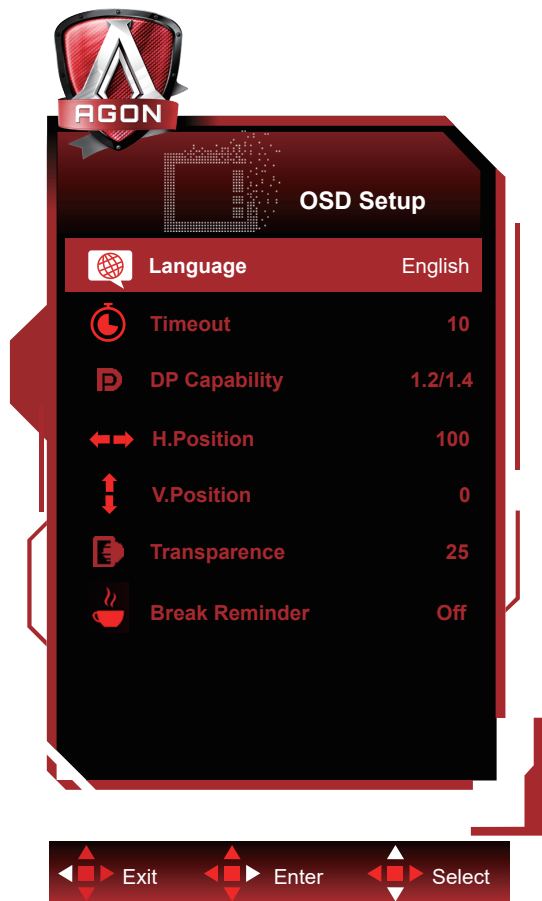 AGON
OSD Setup
Language English
Timeout 10
DP Capability 1.2/1.4
H.Position 100
V.Position 0
Transparence 25
Break Reminder Off
Exit Enter Select